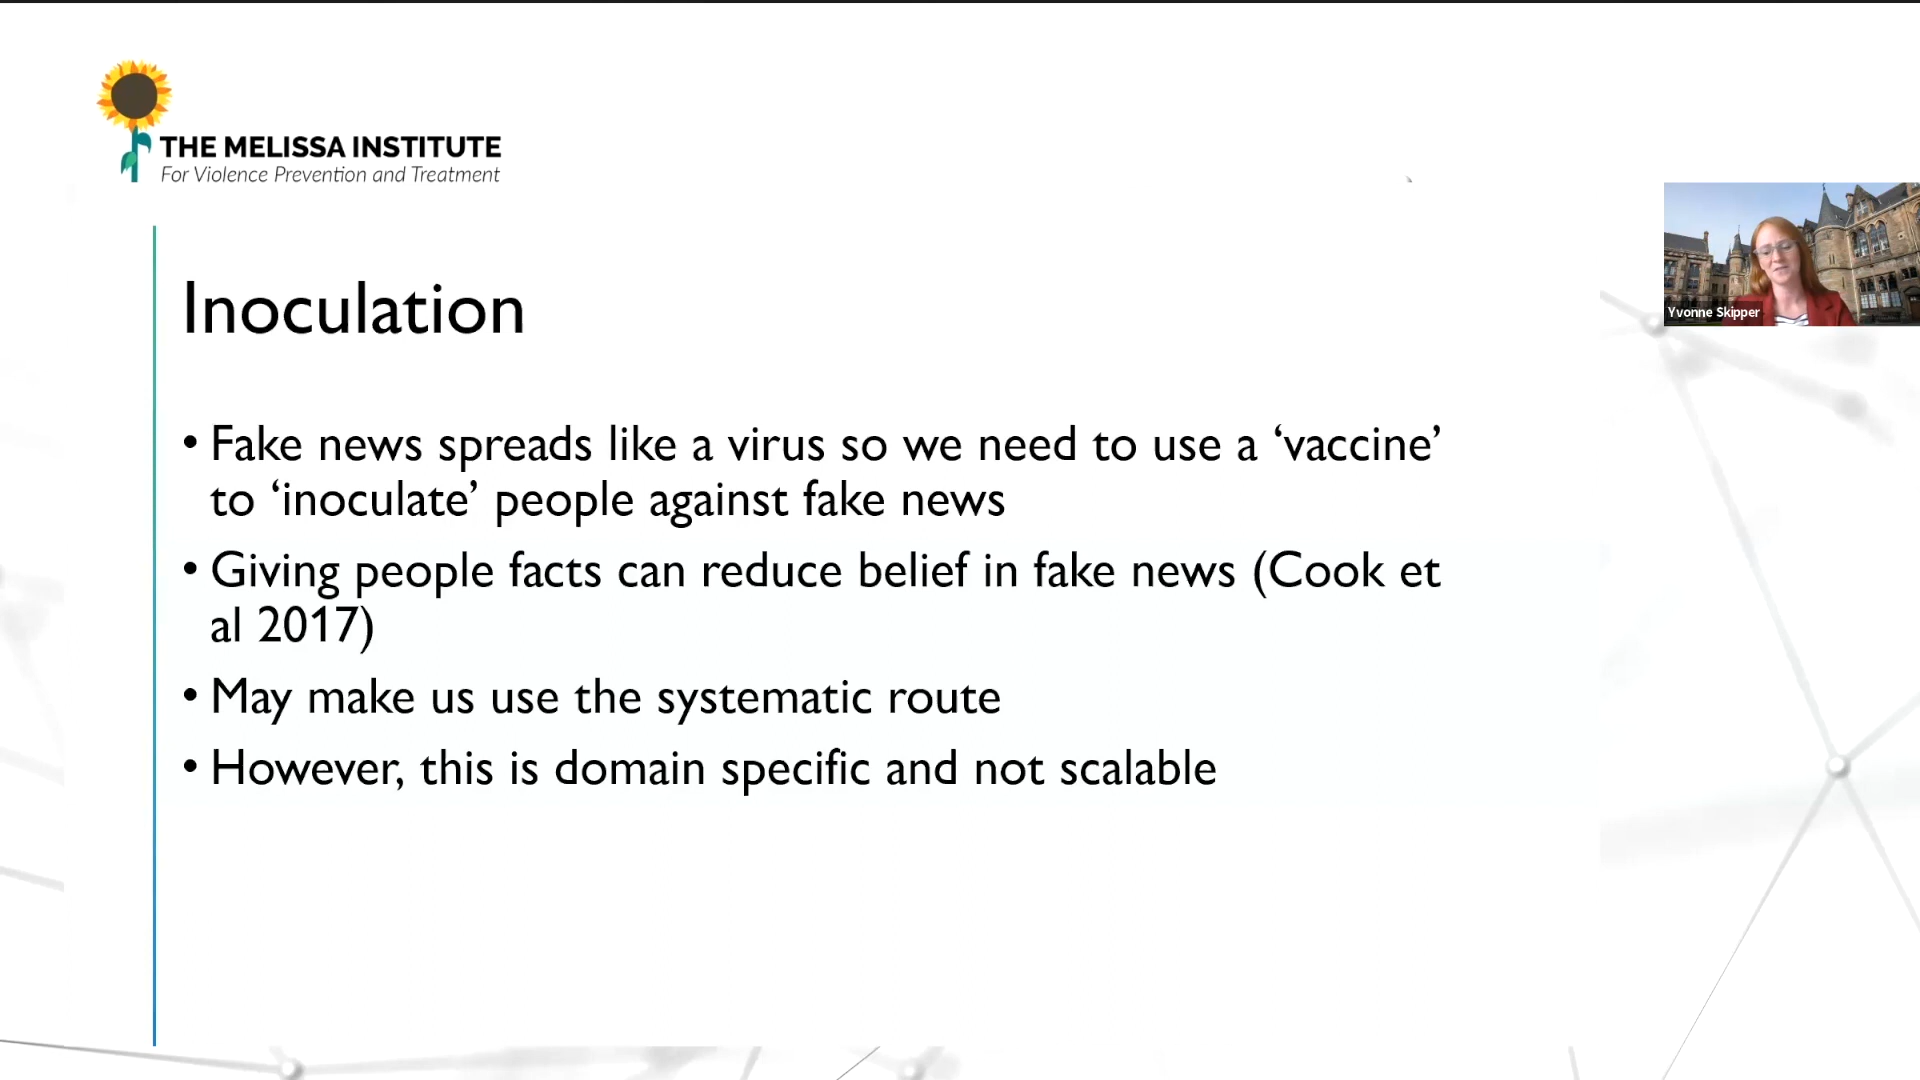 THE MELISSA INSTITUTE
For Violence Prevention and Treatment
Yvonne Skipper
Inoculation
• Fake news spreads like a virus so we need to use a ‘vaccine’
to ‘inoculate’ people against fake news
• Giving people facts can reduce belief in fake news (Cook et
al 2017)
• May make us use the systematic route
• However, this is domain specific and not scalable